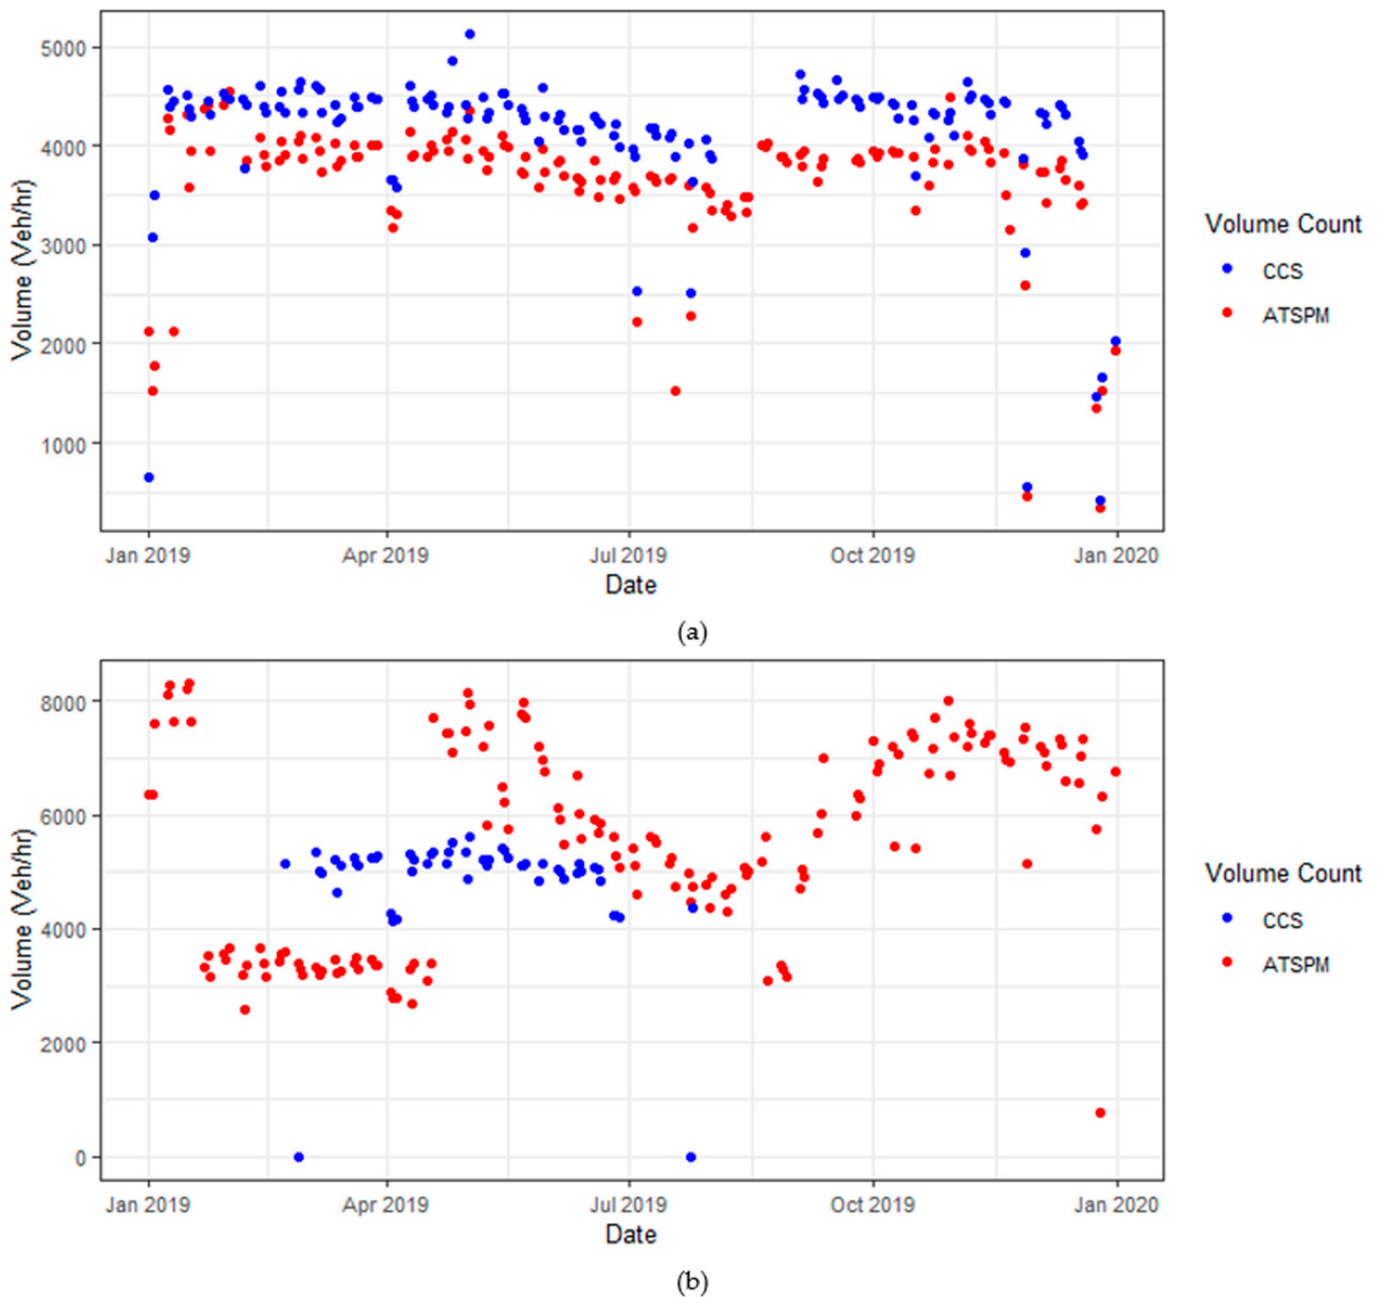 5000
4000
3000
2000
1000
Volume (Veh/hr)
Jan 2019 Apr 2019 Jul 2019 Oct 2019 Jan 2020
Date
Volume Count
CCS
ATSPM
(a)
8000
6000
4000
2000
0
Volume (Veh/hr)
Jan 2019 Apr 2019 Jul 2019 Oct 2019 Jan 2020
Date
Volume Count
CCS
ATSPM
(b)